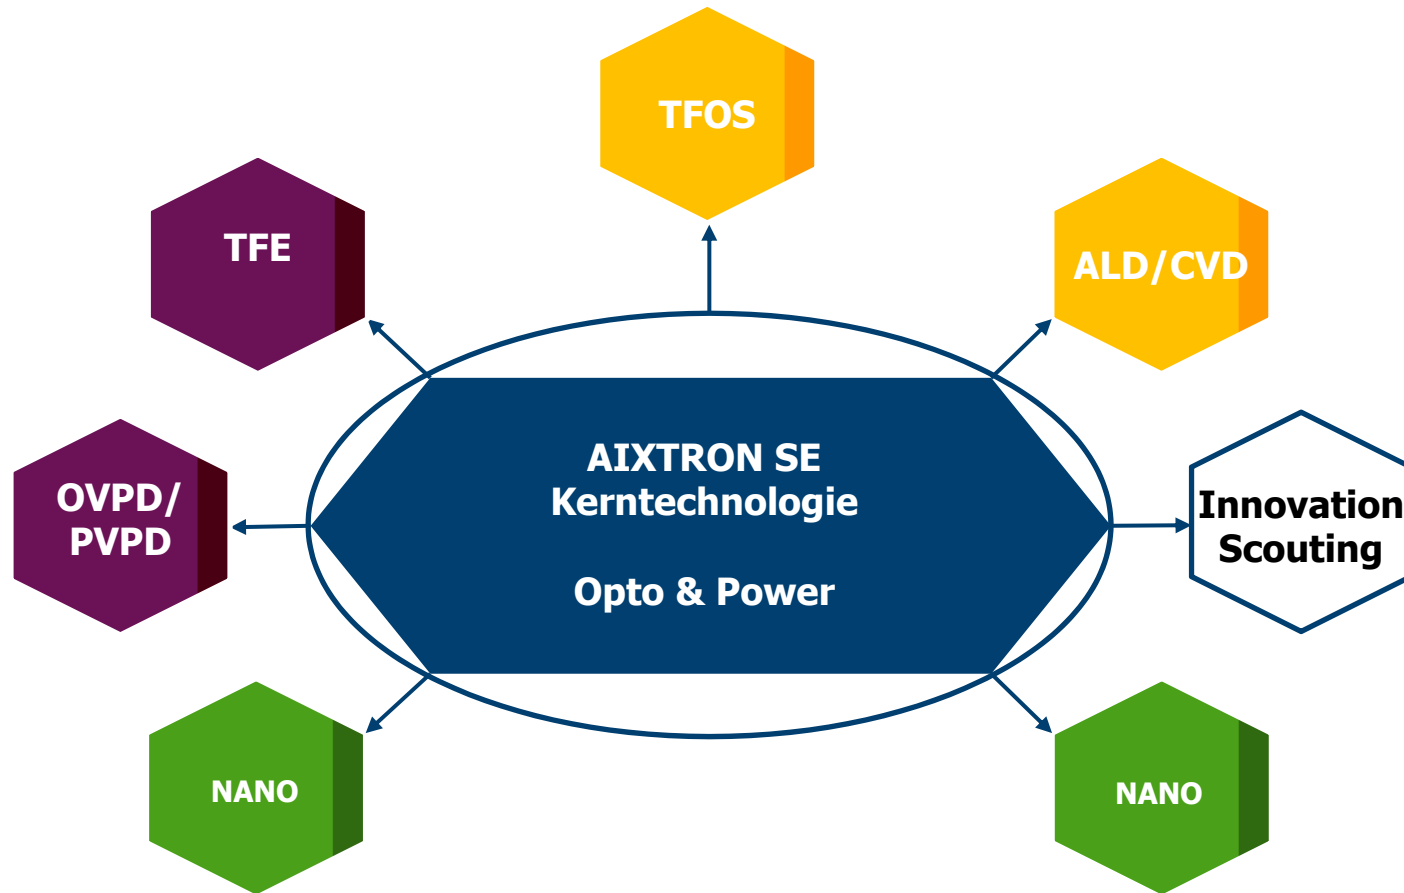 TFOS
TFE
ALD/CVD
AIXTRON SE
Kerntechnologie
Opto & Power
OVPD/
PVPD
Innovation
Scouting
NANO
NANO